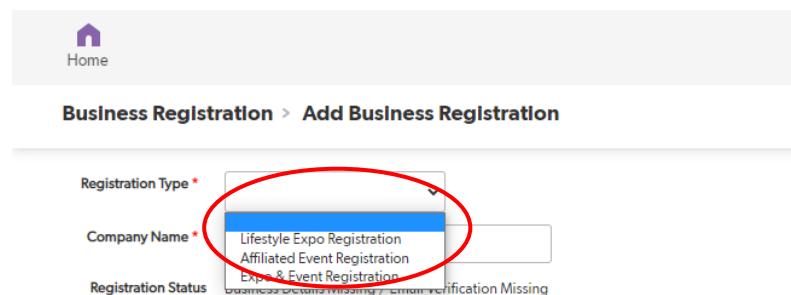 Home
Business Registration > Add Business Registration
Registration Type *
Company Name *
Lifestyle Expo Registration
Affiliated Event Registration
Expo & Event Registration
Registration Status Business Details Missing / Email Verification Missing